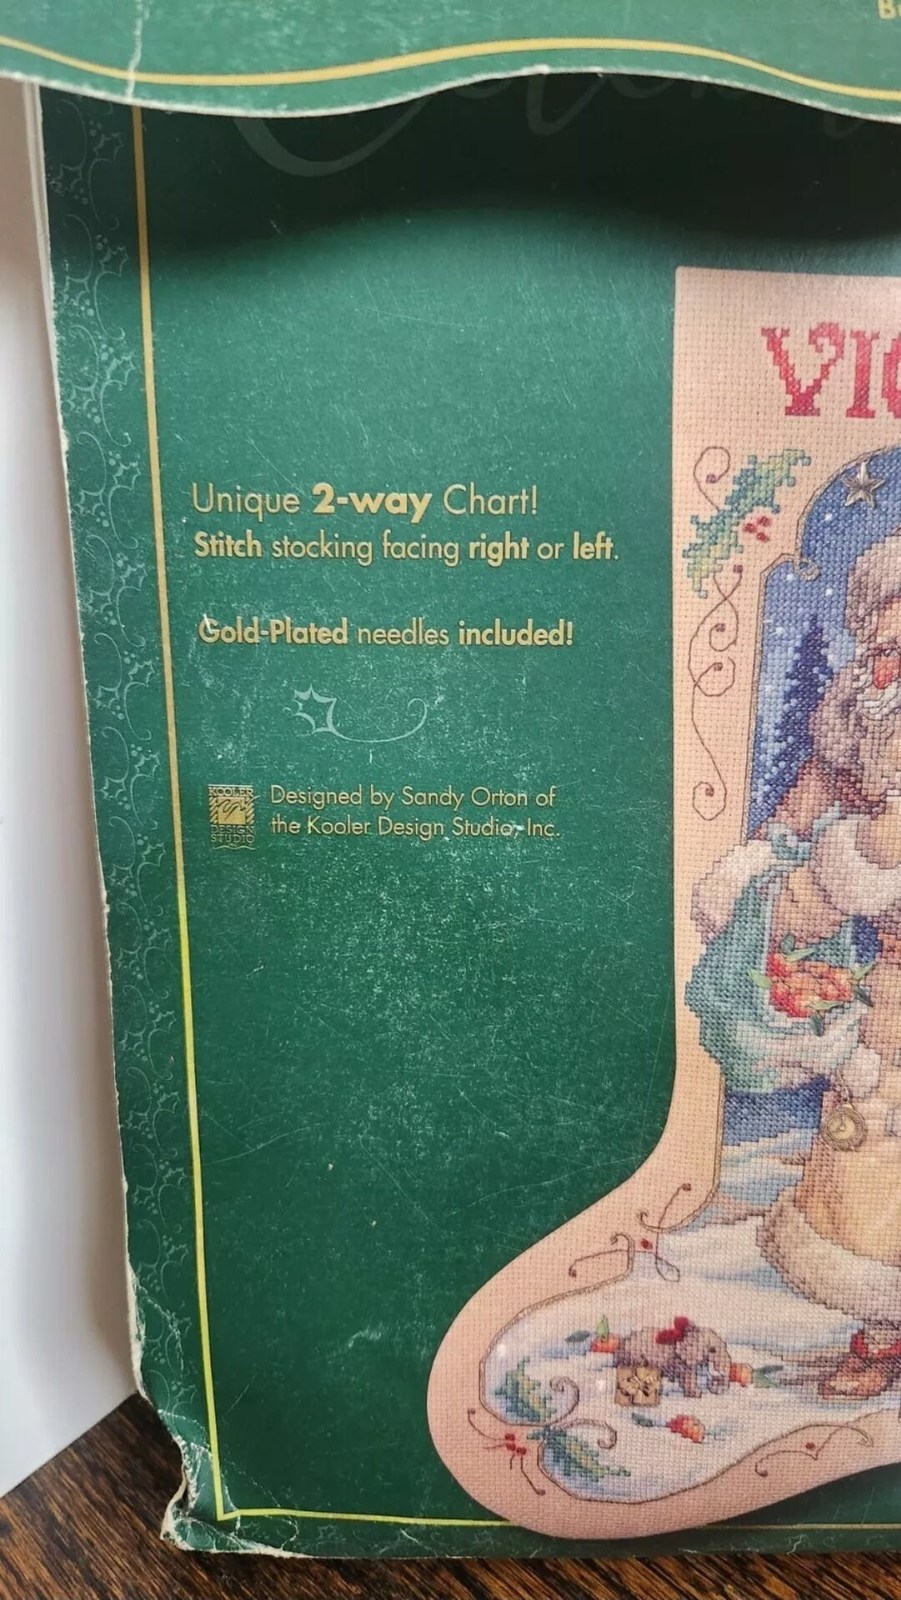 Unique 2-way Chart!
Stitch stocking facing right or left.
Gold-Plated needles included!
KOOLER
DESIGN
STUDIO
Designed by Sandy Orton of
the Kooler Design Studio, Inc.